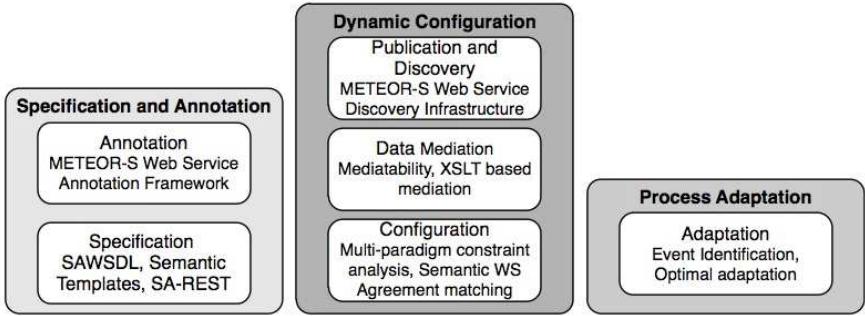 Specification and Annotation
Annotation
METEOR-S Web Service
Annotation Framework
Specification
SAWSDL, Semantic
Templates, SA-REST
Dynamic Configuration
Publication and
Discovery
METEOR-S Web Service
Discovery Infrastructure
Data Mediation
Mediatability, XSLT based
mediation
Configuration
Multi-paradigm constraint
analysis, Semantic WS
Agreement matching
Process Adaptation
Adaptation
Event Identification,
Optimal adaptation